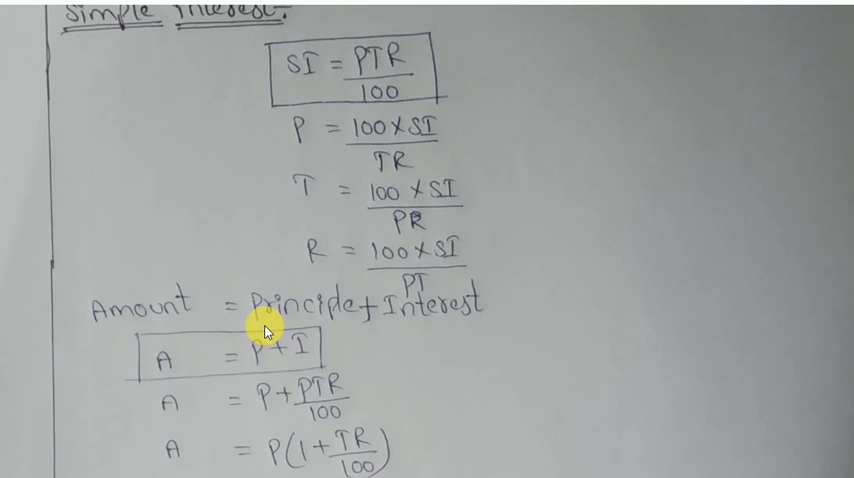 Simple Interest:
SI = PTR/100
P = 100×SI/TR
T = 100×SI/PR
R = 100×SI/PT
Amount = Principle+Interest
A = P+I
A = P+PTR/100
A = P(1+TR/100)